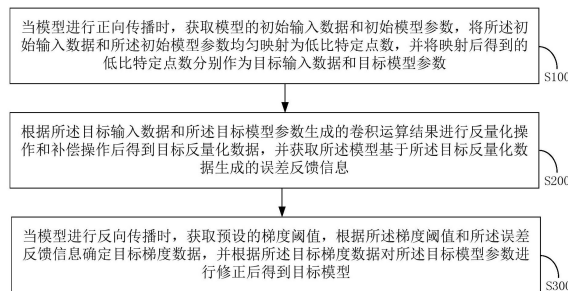 当模型进行正向传播时，获取模型的初始输入数据和初始模型参数，将所述初
始输入数据和所述初始模型参数均匀映射为低比特定点数，并将映射后得到的
低比特定点数分别作为目标输入数据和目标模型参数
S100
根据所述目标输入数据和所述目标模型参数生成的卷积运算结果进行反量化操
作和补偿操作后得到目标反量化数据，并获取所述模型基于所述目标反量化数
据生成的误差反馈信息
S200
当模型进行反向传播时，获取预设的梯度阈值，根据所述梯度阈值和所述误差
反馈信息确定目标梯度数据，并根据所述目标梯度数据对所述目标模型参数进
行修正后得到目标模型
S300